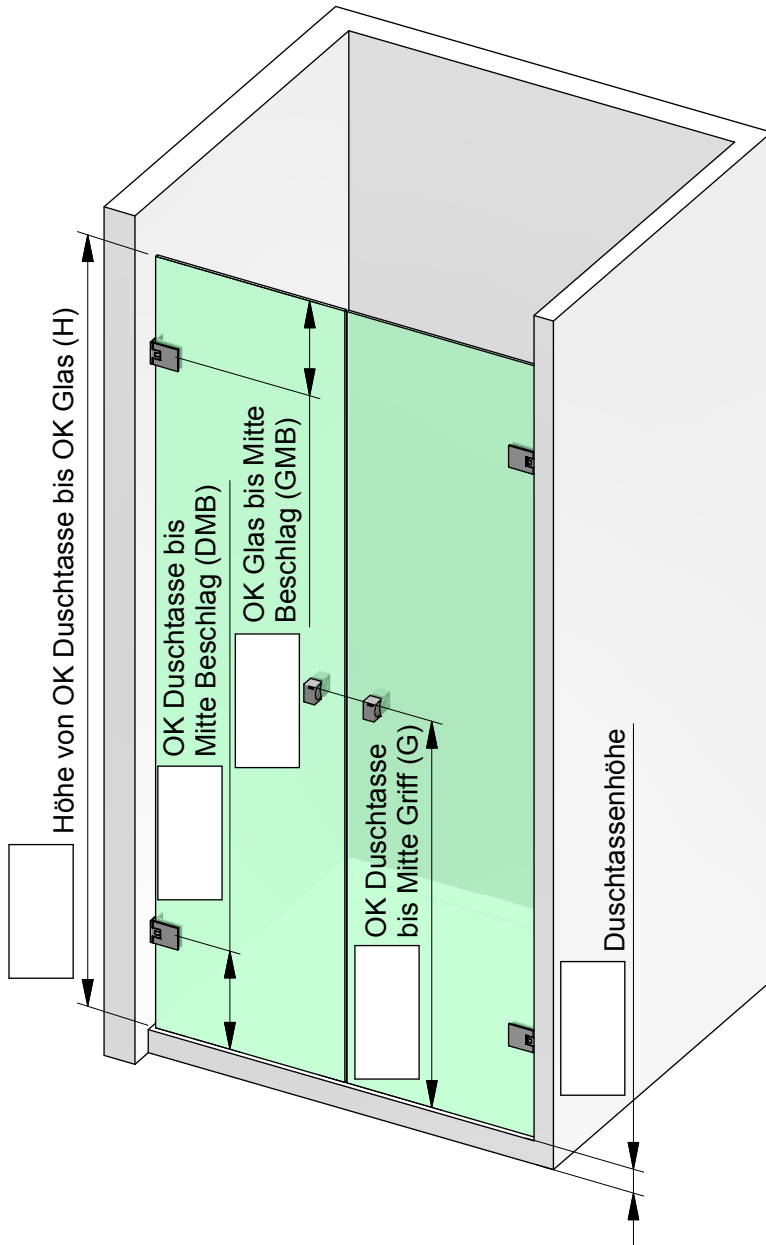 Höhe von OK Duschtasse bis OK Glas (H)
OK Duschtasse bis
Mitte Beschlag (DMB)
OK Glas bis Mitte
Beschlag (GMB)
OK Duschtasse
bis Mitte Griff (G)
Duschtassenhöhe